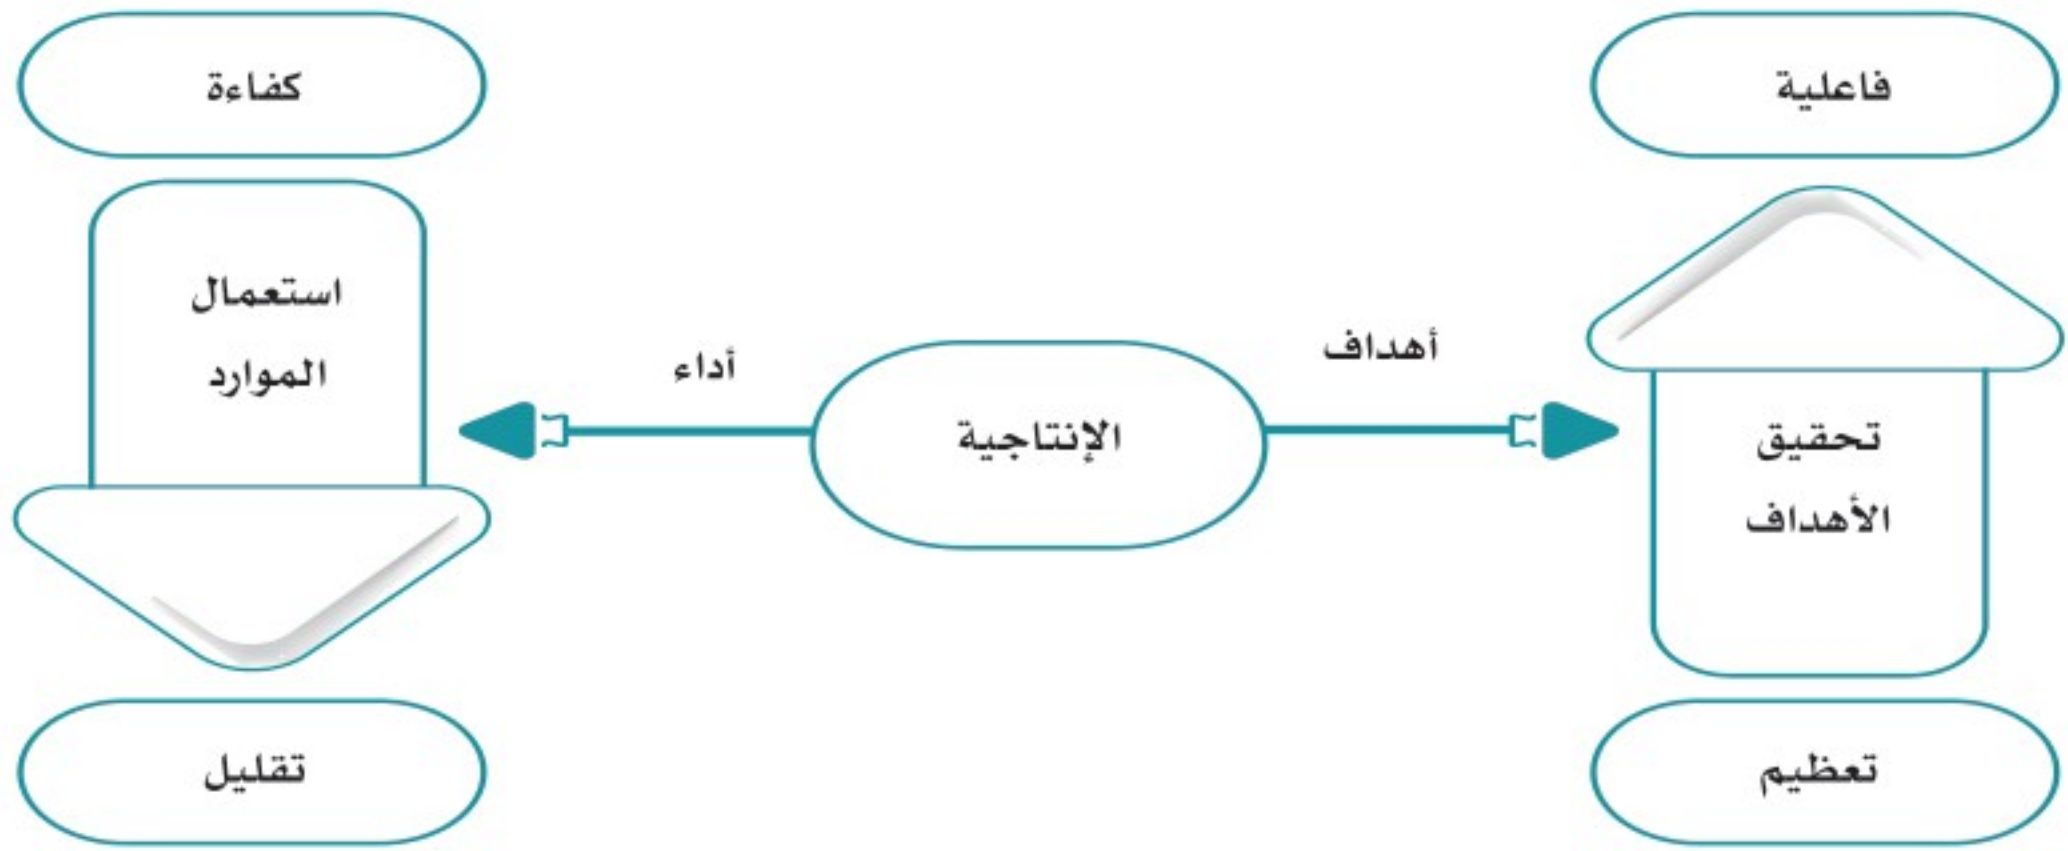 فاعلية
كفاءة
تحقيق
الأهداف
أهداف
الإنتاجية
أداء
استعمال
الموارد
تعظيم
تقليل